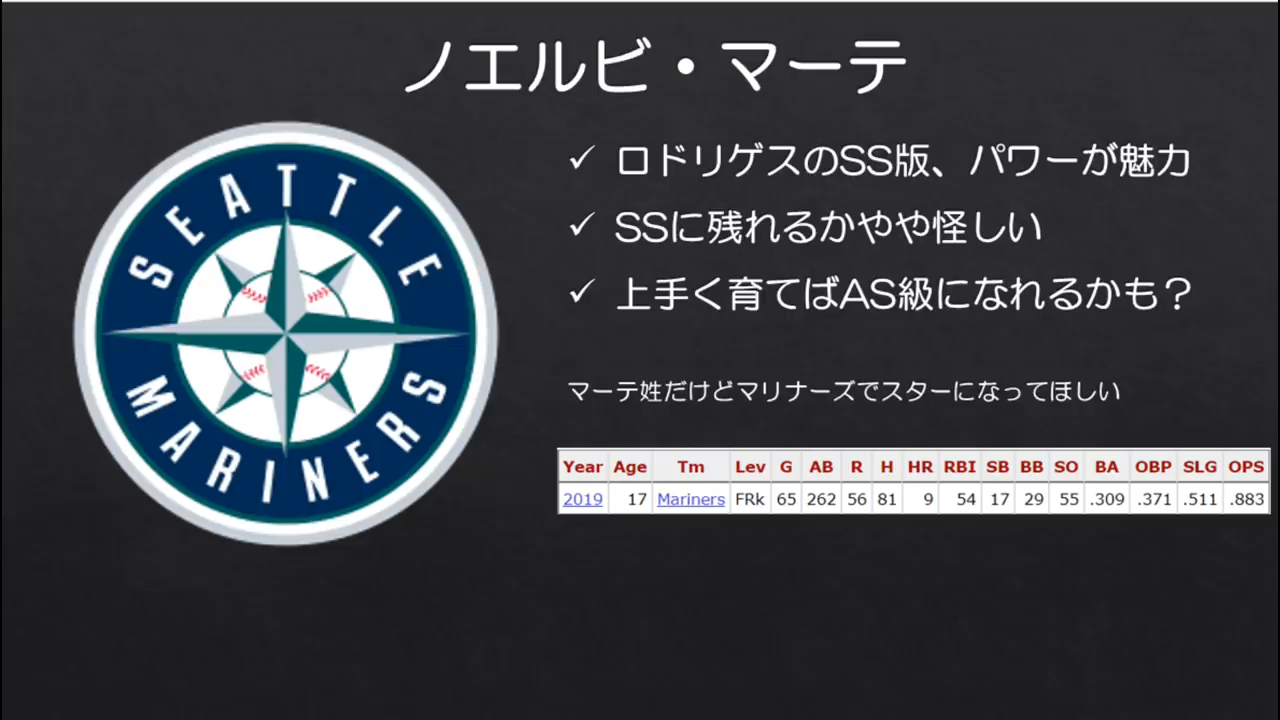 ノエルビ・マーテ
SEATTLE
MARINERS
✓ ロドリゲスのSS版、パワーが魅力
✓ SSに残れるかやや怪しい
✓ 上手く育てばAS級になれるかも？
マーテ姓だけどマリナーズでスターになってほしい
Year Age Tm Lev G AB R H HR RBI SB BB SO BA OBP SLG OPS
2019 17 Mariners FRk 65 262 56 81 9 54 17 29 55 .309 .371 .511 .883